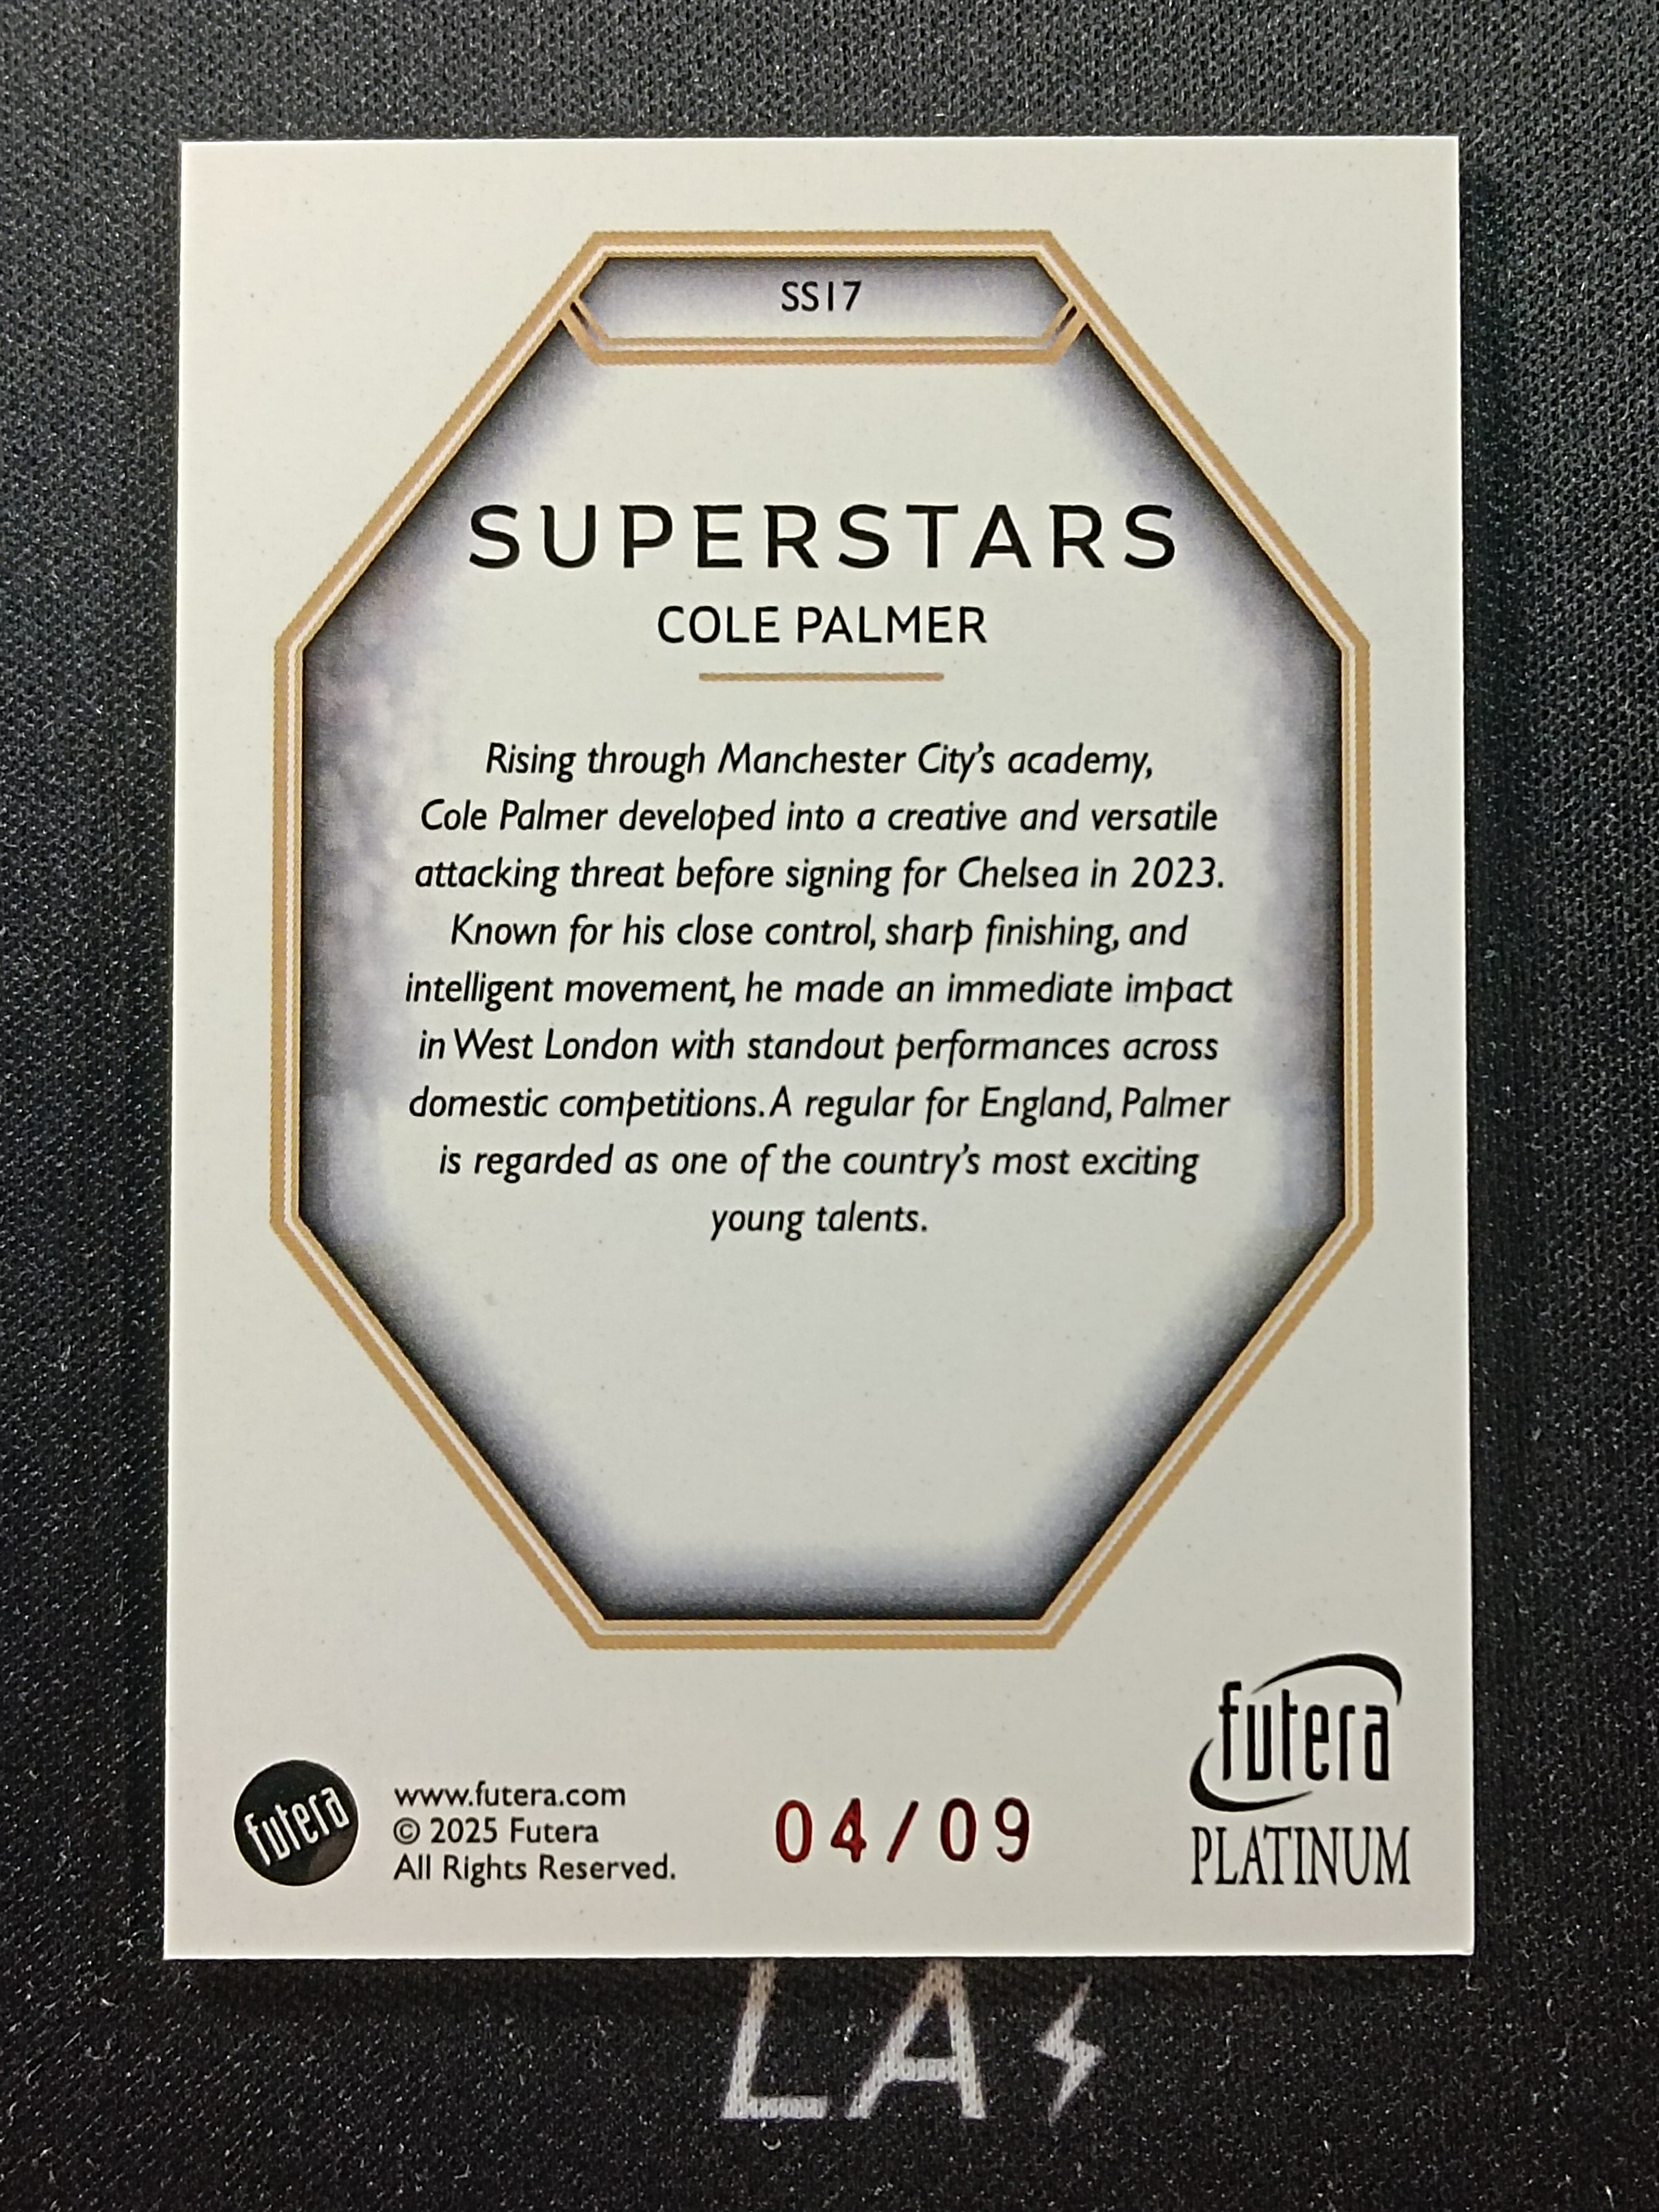 SS17
SUPERSTARS
COLE PALMER
Rising through Manchester City's academy,
Cole Palmer developed into a creative and versatile
attacking threat before signing for Chelsea in 2023.
Known for his close control, sharp finishing, and
intelligent movement, he made an immediate impact
in West London with standout performances across
domestic competitions. A regular for England, Palmer
is regarded as one of the country's most exciting
young talents.
futera
www.futera.com
© 2025 Futera
All Rights Reserved.
04/09
futera
PLATINUM
LA